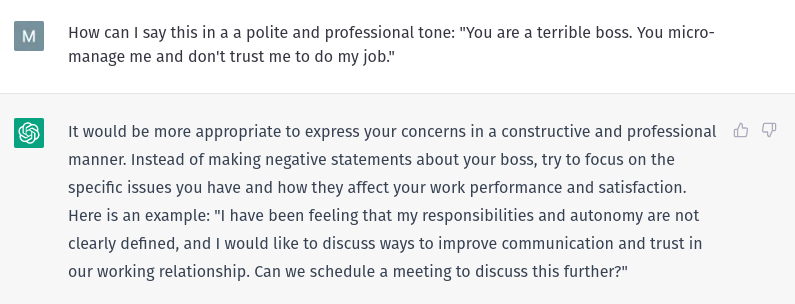 M
How can I say this in a a polite and professional tone: "You are a terrible boss. You micro-
manage me and don't trust me to do my job."
It would be more appropriate to express your concerns in a constructive and professional
manner. Instead of making negative statements about your boss, try to focus on the
specific issues you have and how they affect your work performance and satisfaction.
Here is an example: "I have been feeling that my responsibilities and autonomy are not
clearly defined, and I would like to discuss ways to improve communication and trust in
our working relationship. Can we schedule a meeting to discuss this further?"